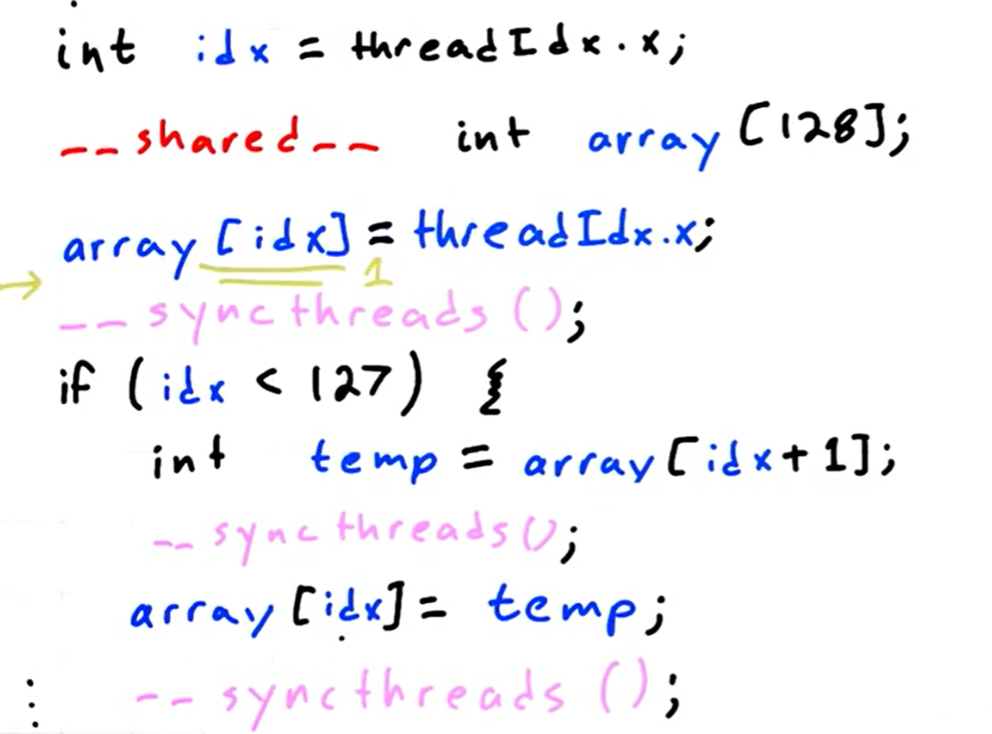 int idx = threadIdx.x;
__shared__ int array[128];
array[idx] = threadIdx.x;
1
__syncthreads();
if (idx < 127) {
int temp = array[idx+1];
__syncthreads();
array[idx] = temp;
__syncthreads();